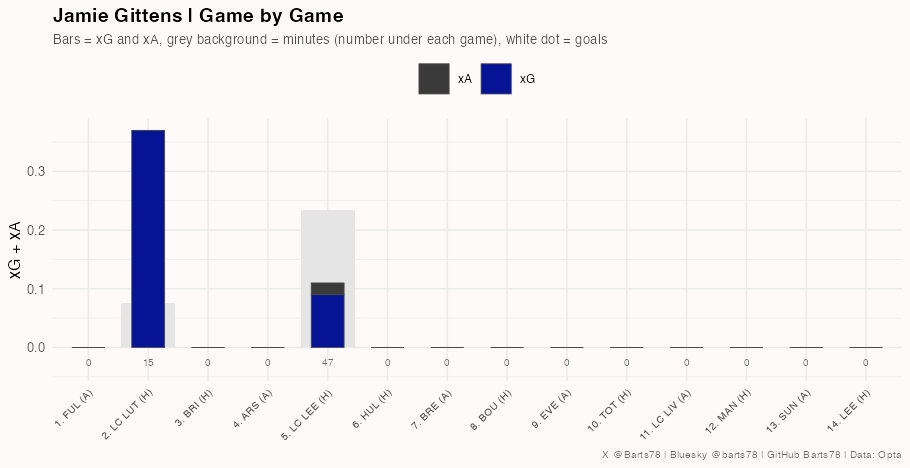 Jamie Gittens | Game by Game
Bars = xG and xA, grey background = minutes (number under each game), white dot = goals
xA xG
xG + xA
0.3
0.2
0.1
0.0
0 15 0 0 47 0 0 0 0 0 0 0 0 0
1. FUL (A)
2. LC LUT (H)
3. BRI (H)
4. ARS (A)
5. LC LEE (H)
6. HUL (H)
7. BRE (A)
8. BOU (H)
9. EVE (A)
10. TOT (H)
11. LC LIV (A)
12. MAN (H)
13. SUN (A)
14. LEE (H)
X @Barts78 | Bluesky @barts78 | GitHub Barts78 | Data: Opta